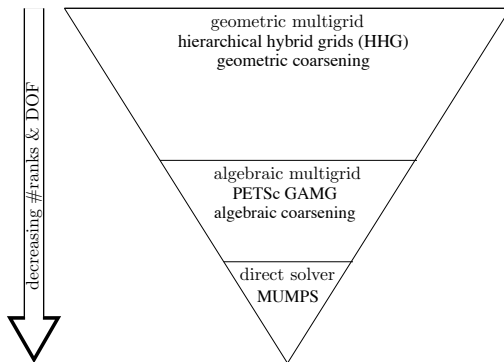 geometric multigrid
hierarchical hybrid grids (HHG)
geometric coarsening
algebraic multigrid
PETSc GAMG
algebraic coarsening
direct solver
MUMPS
decreasing #ranks & DOF